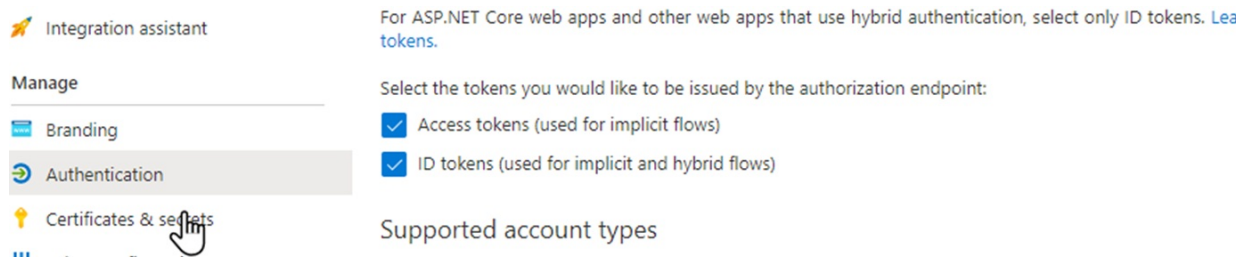 Integration assistant
Manage
Branding
Authentication
Certificates & secrets
For ASP.NET Core web apps and other web apps that use hybrid authentication, select only ID tokens. Lea
tokens.
Select the tokens you would like to be issued by the authorization endpoint:
Access tokens (used for implicit flows)
ID tokens (used for implicit and hybrid flows)
Supported account types